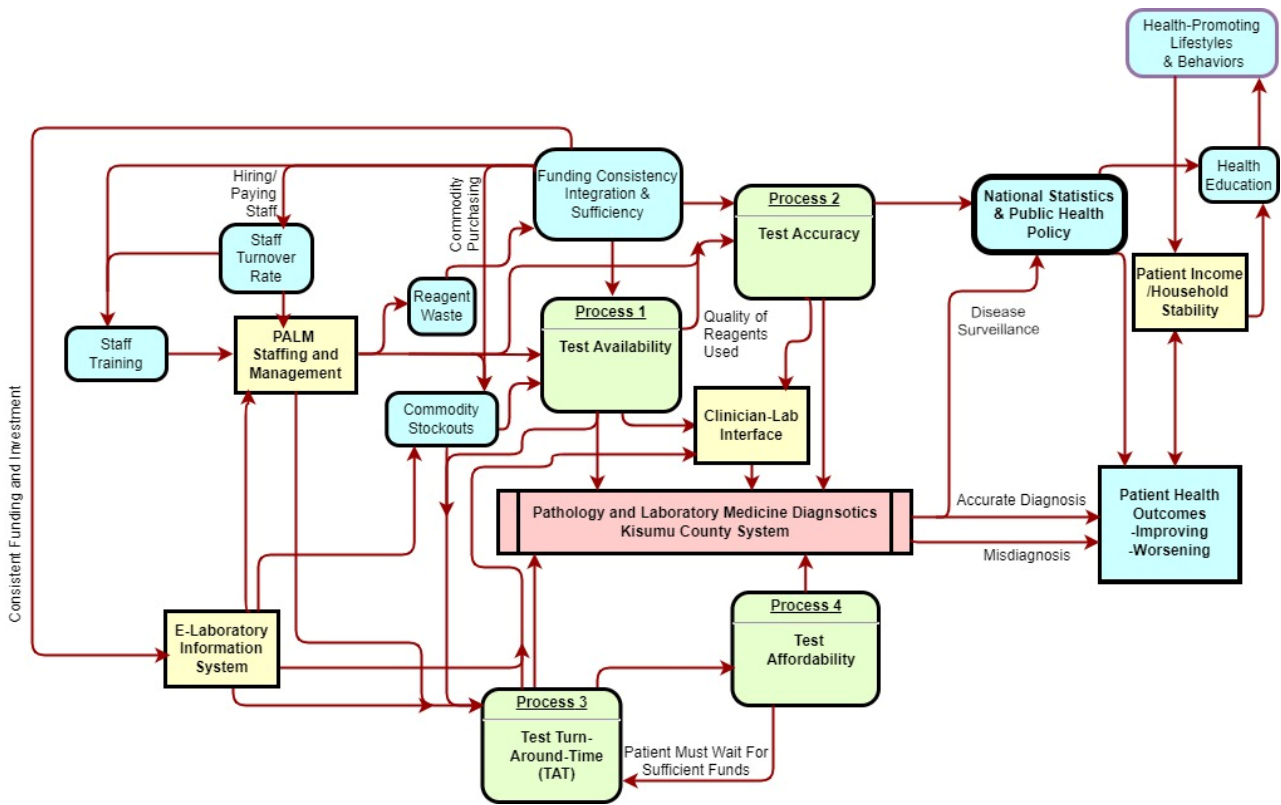 Health-Promoting
Lifestyles
& Behaviors
Hiring/
Paying
Staff
Commodity
Purchasing
Funding Consistency
Integration &
Sufficiency
Process 2
Test Accuracy
National Statistics
& Public Health
Policy
Health
Education
Staff
Turnover
Rate
Reagent
Waste
Patient Income
/Household
Stability
Disease
Surveillance
Process 1
Test Availability
Quality of
Reagents
Used
PALM
Staffing and
Management
Staff
Training
Commodity
Stockouts
Clinician-Lab
Interface
Consistent Funding and Investment
Pathology and Laboratory Medicine Diagnsotics
Kisumu County System
Accurate Diagnosis
Misdiagnosis
Patient Health
Outcomes
-Improving
-Worsening
E-Laboratory
Information
System
Process 4
Test
Affordability
Process 3
Test Turn-
Around-Time
(TAT)
Patient Must Wait For
Sufficient Funds